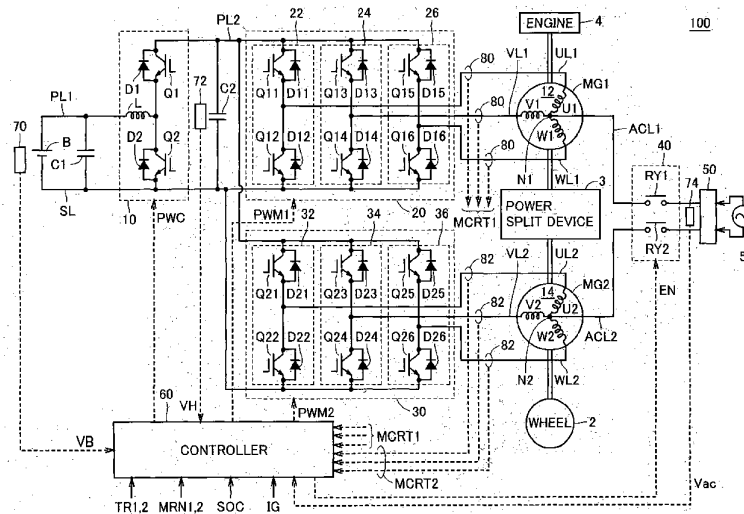 PL2
22
24
26
ENGINE
4
100
D1
Q1
72
C2
Q11
D11
Q13
D13
Q15
D15
80
VL1
UL1
12
MG1
PL1
L
V1
U1
80
ACL1
70
B
C1
D2
Q2
Q12
D12
Q14
D14
Q16
D16
80
W1
N1
WL1
40
RY1
74
50
SL
10
PWC
PWM1
20
MCRT1
3
POWER
SPLIT DEVICE
RY2
5
32
34
36
82
VL2
UL2
EN
Q21
D21
Q23
D23
Q25
D25
82
14
MG2
V2
U2
Q22
D22
Q24
D24
Q26
D26
82
W2
ACL2
N2
WL2
60
VH
PWM2
30
WHEEL
2
VB
CONTROLLER
MCRT1
MCRT2
Vac
TR1,2
MRN1,2
SOC
IG